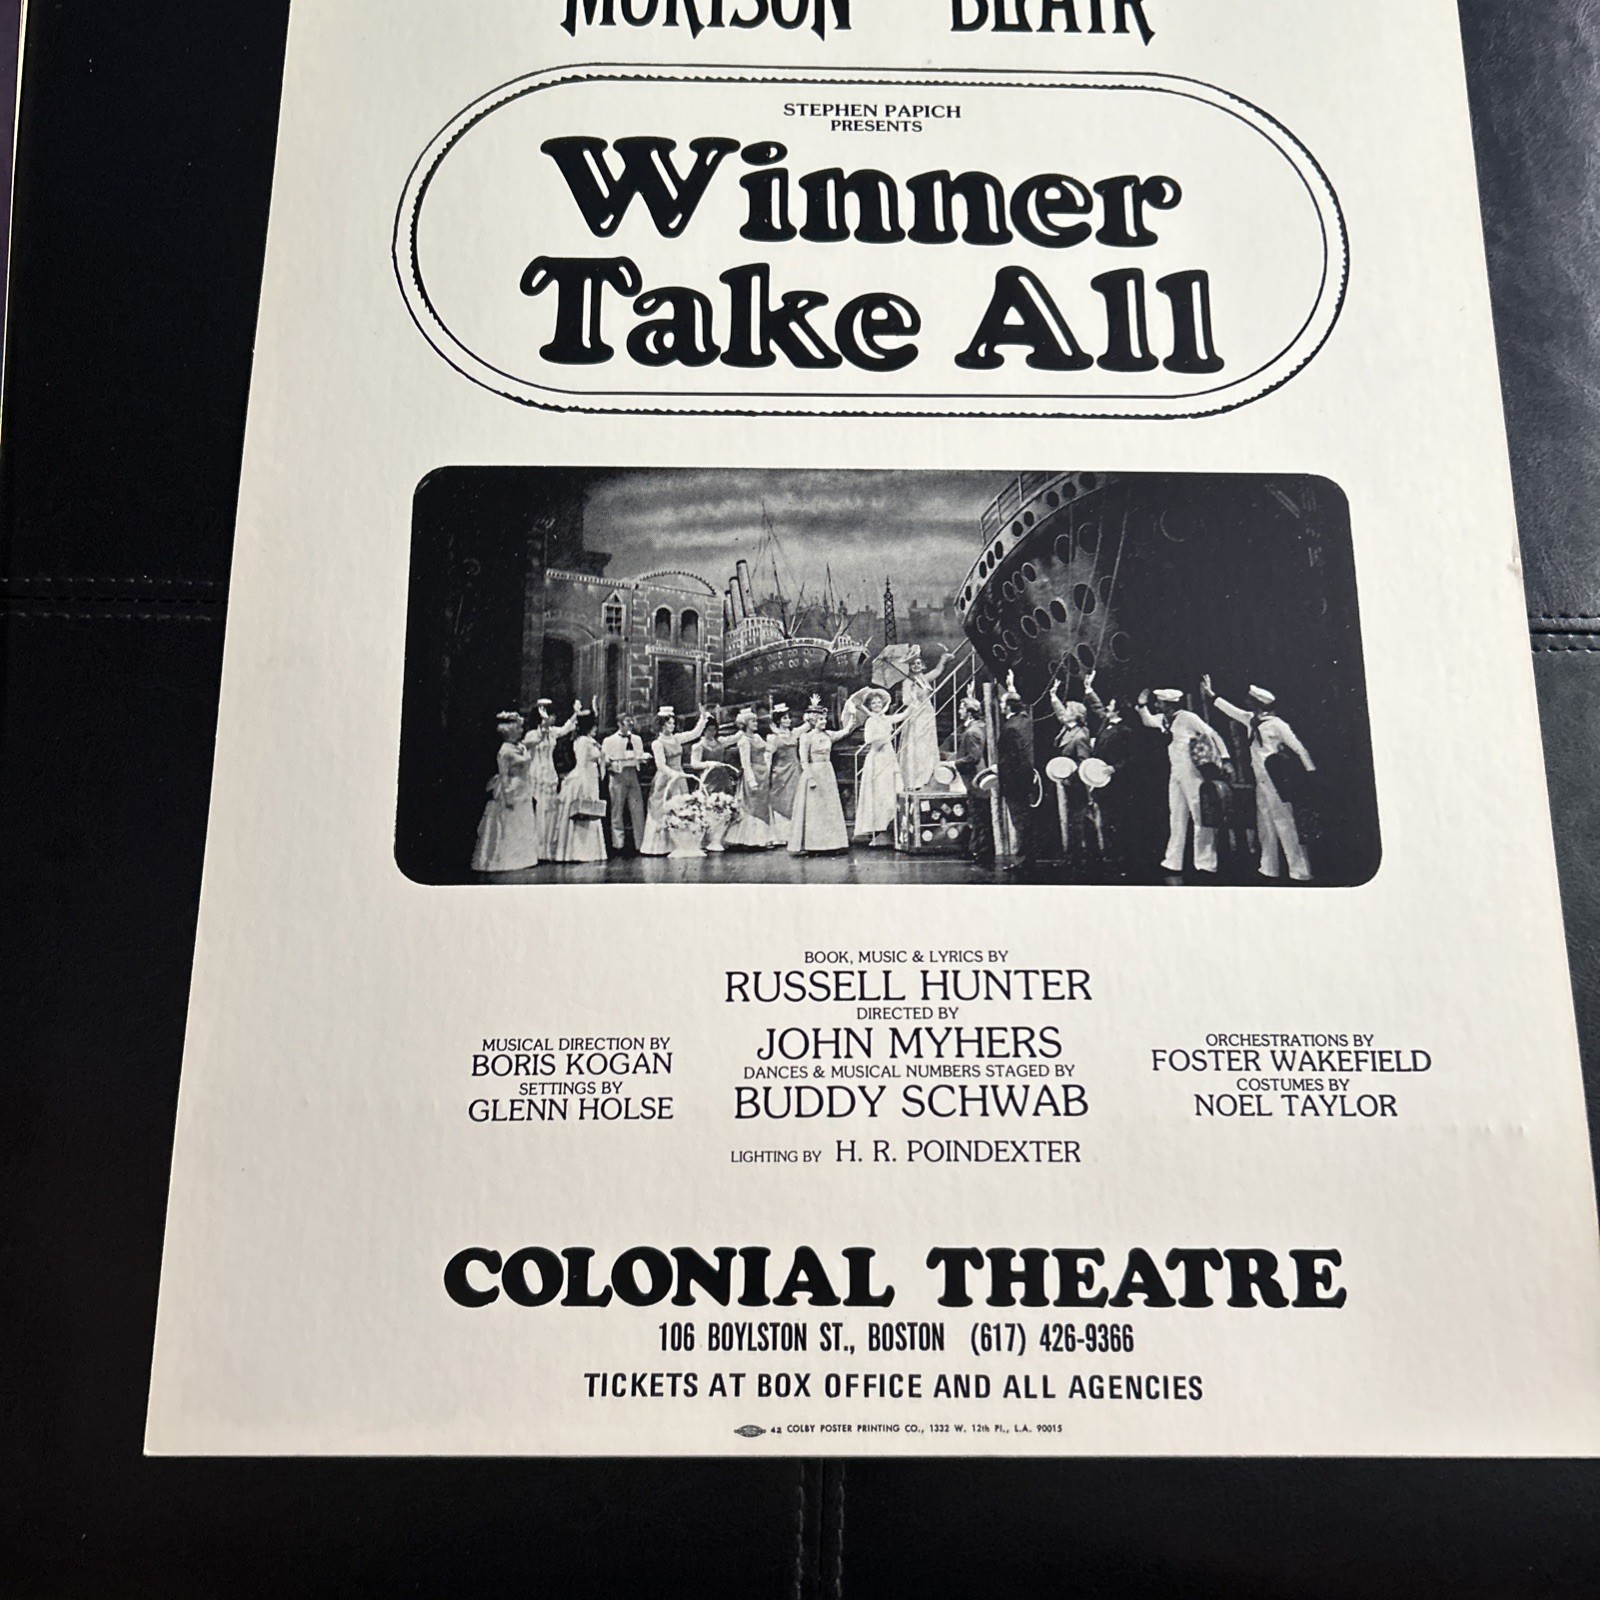 MORISON BLAIR
STEPHEN PAPICH
PRESENTS
Winner
Take All
BOOK, MUSIC & LYRICS BY
RUSSELL HUNTER
DIRECTED BY
JOHN MYHERS
DANCES & MUSICAL NUMBERS STAGED BY
BUDDY SCHWAB
MUSICAL DIRECTION BY
BORIS KOGAN
SETTINGS BY
GLENN HOLSE
ORCHESTRATIONS BY
FOSTER WAKEFIELD
COSTUMES BY
NOEL TAYLOR
LIGHTING BY H. R. POINDEXTER
COLONIAL THEATRE
106 BOYLSTON ST., BOSTON (617) 426-9366
TICKETS AT BOX OFFICE AND ALL AGENCIES
42 COLBY POSTER PRINTING CO., 1332 W. 12th Pl., L.A. 90015